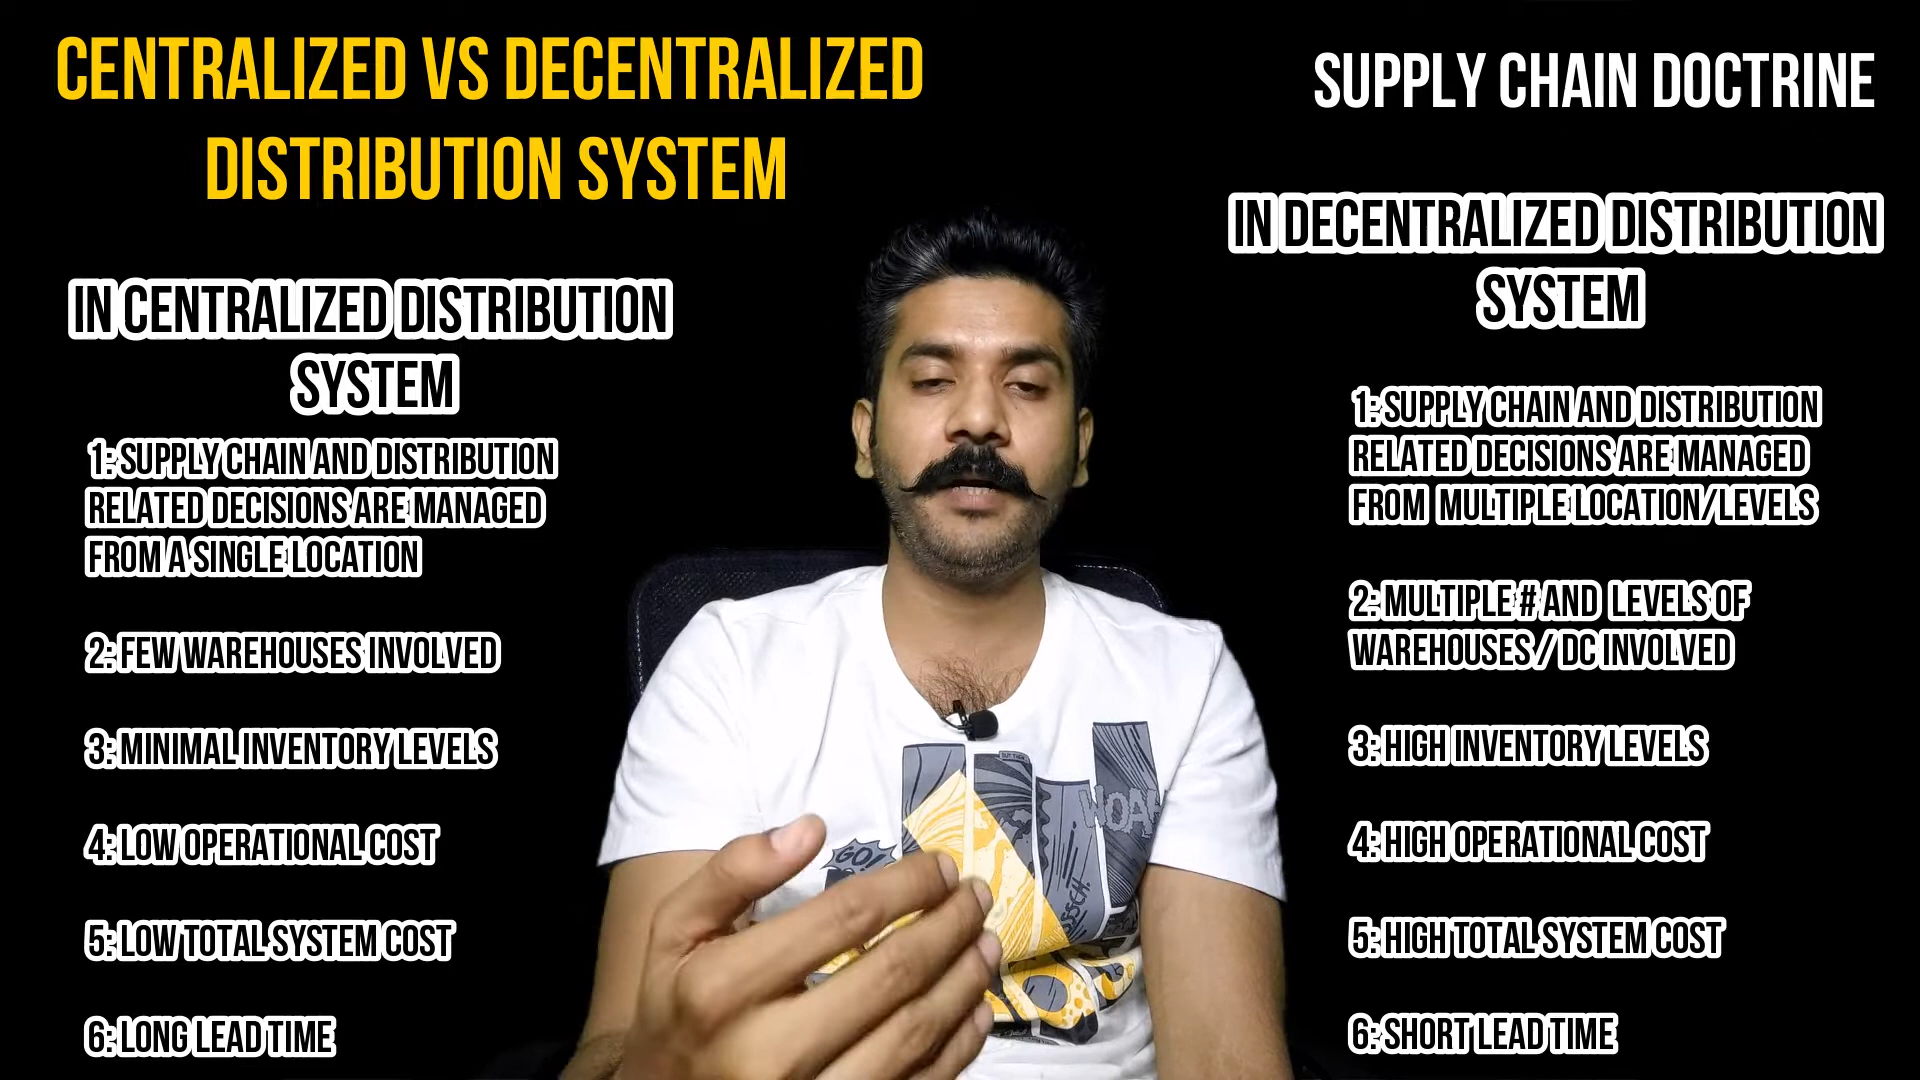 CENTRALIZED VS DECENTRALIZED
DISTRIBUTION SYSTEM
SUPPLY CHAIN DOCTRINE
IN CENTRALIZED DISTRIBUTION
SYSTEM
1: SUPPLY CHAIN AND DISTRIBUTION
RELATED DECISIONS ARE MANAGED
FROM A SINGLE LOCATION
2: FEW WAREHOUSES INVOLVED
3: MINIMAL INVENTORY LEVELS
4: LOW OPERATIONAL COST
5: LOW TOTAL SYSTEM COST
6: LONG LEAD TIME
IN DECENTRALIZED DISTRIBUTION
SYSTEM
1: SUPPLY CHAIN AND DISTRIBUTION
RELATED DECISIONS ARE MANAGED
FROM MULTIPLE LOCATION/LEVELS
2: MULTIPLE # AND LEVELS OF
WAREHOUSES / DC INVOLVED
3: HIGH INVENTORY LEVELS
4: HIGH OPERATIONAL COST
5: HIGH TOTAL SYSTEM COST
6: SHORT LEAD TIME
WOAH
GO!